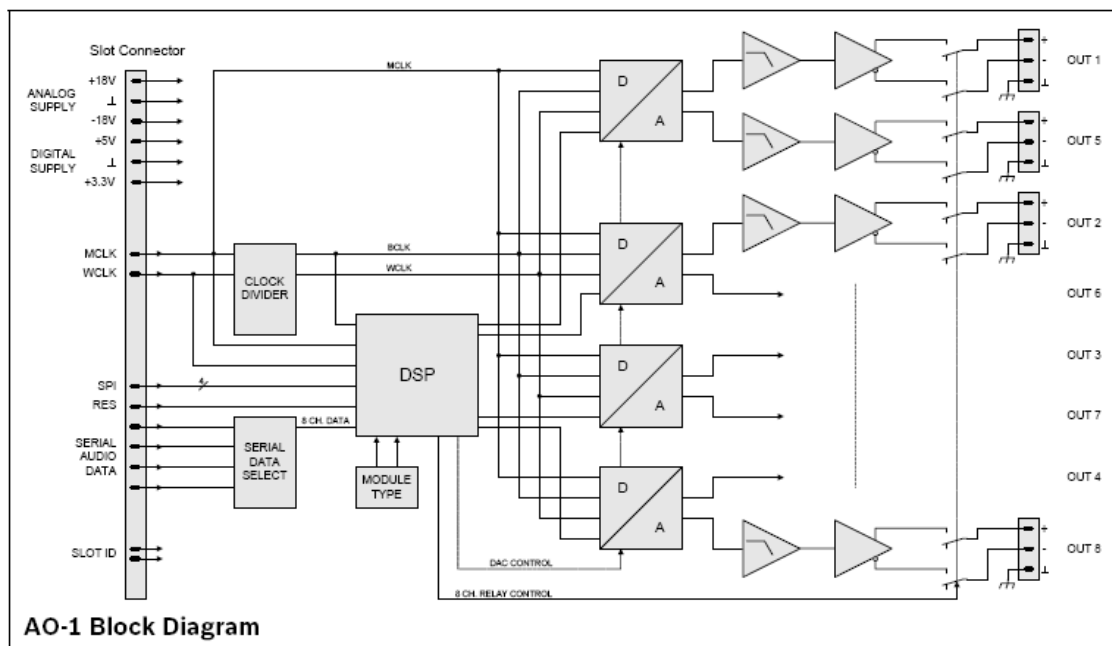 Slot Connector
+18V
ANALOG
SUPPLY
⊥
-18V
+5V
DIGITAL
SUPPLY
⊥
+3.3V
MCLK
WCLK
SPI
4
RES
SERIAL
AUDIO
DATA
SLOT ID
CLOCK
DIVIDER
SERIAL
DATA
SELECT
8 CH. DATA
DSP
MODULE
TYPE
MCLK
BCLK
WCLK
DAC CONTROL
8 CH. RELAY CONTROL
D
A
D
A
D
A
D
A
+
-
⊥
OUT 1
+
-
⊥
OUT 5
+
-
⊥
OUT 2
OUT 6
OUT 3
OUT 7
OUT 4
+
-
⊥
OUT 8
AO-1 Block Diagram